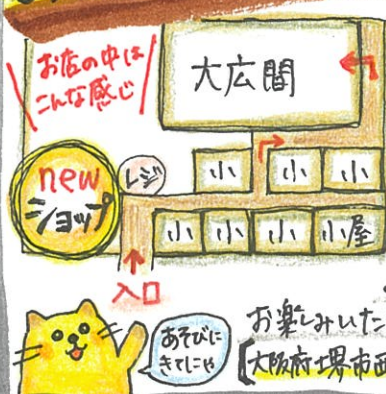 お店の中は
こんな感じ
大広間
new
ショップ
レジ
小
小
小
小
小
小
小屋
入口
あそびに
きてにゃ
お楽しみいた
大阪府堺市西